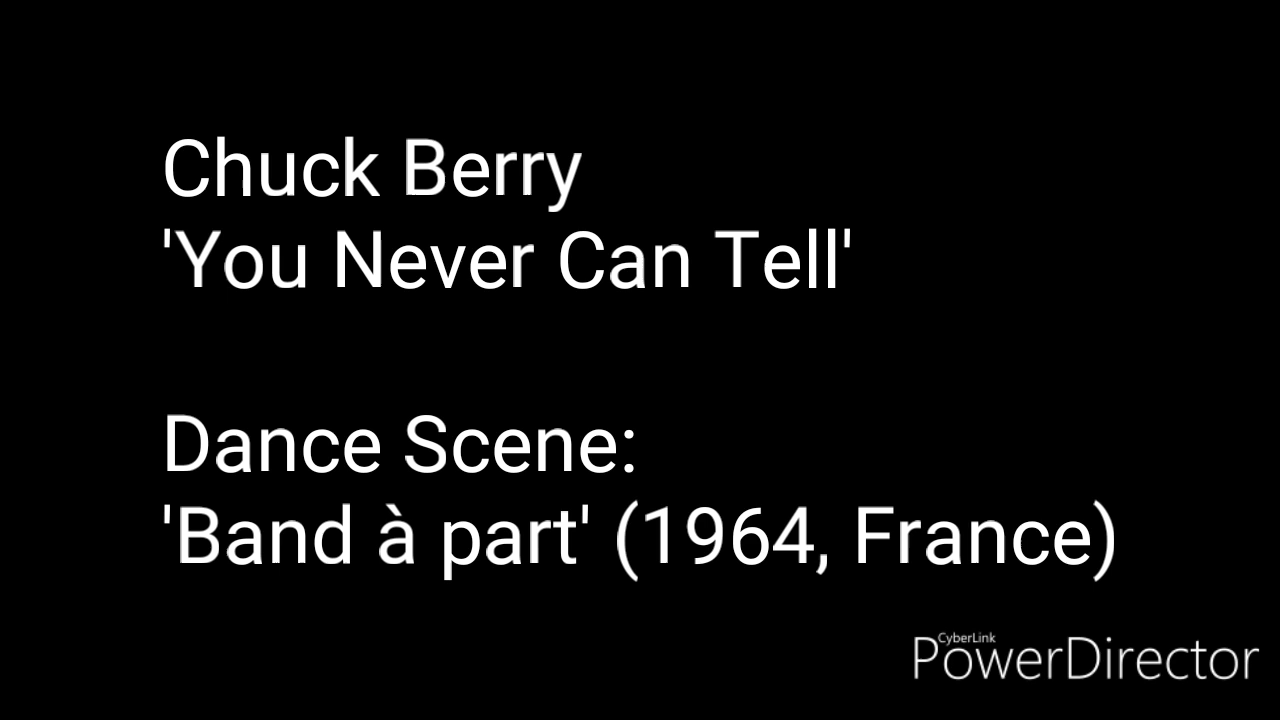 Chuck Berry
'You Never Can Tell'
Dance Scene:
'Band à part' (1964, France)
CyberLink
PowerDirector